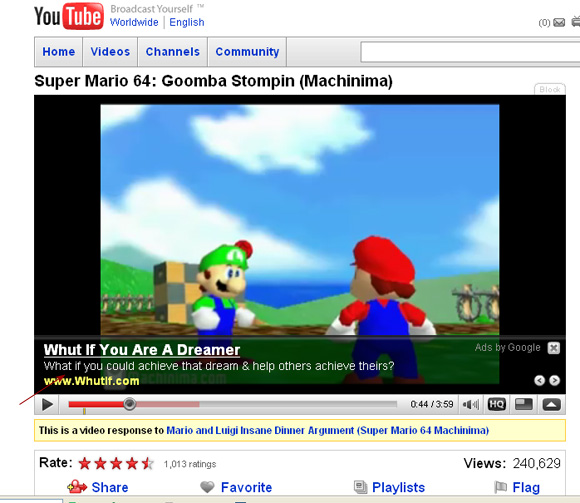 YouTube
Broadcast Yourself ™
Worldwide | English
(0)
Home Videos Channels Community
Super Mario 64: Goomba Stompin (Machinima)
Block
Whut If You Are A Dreamer
Ads by Google
What if you could achieve that dream & help others achieve theirs?
www.WhutIf.com
machinima.com
0:44 / 3:59 HQ
This is a video response to Mario and Luigi Insane Dinner Argument (Super Mario 64 Machinima)
Rate: 1,013 ratings Views: 240,629
Share Favorite Playlists Flag